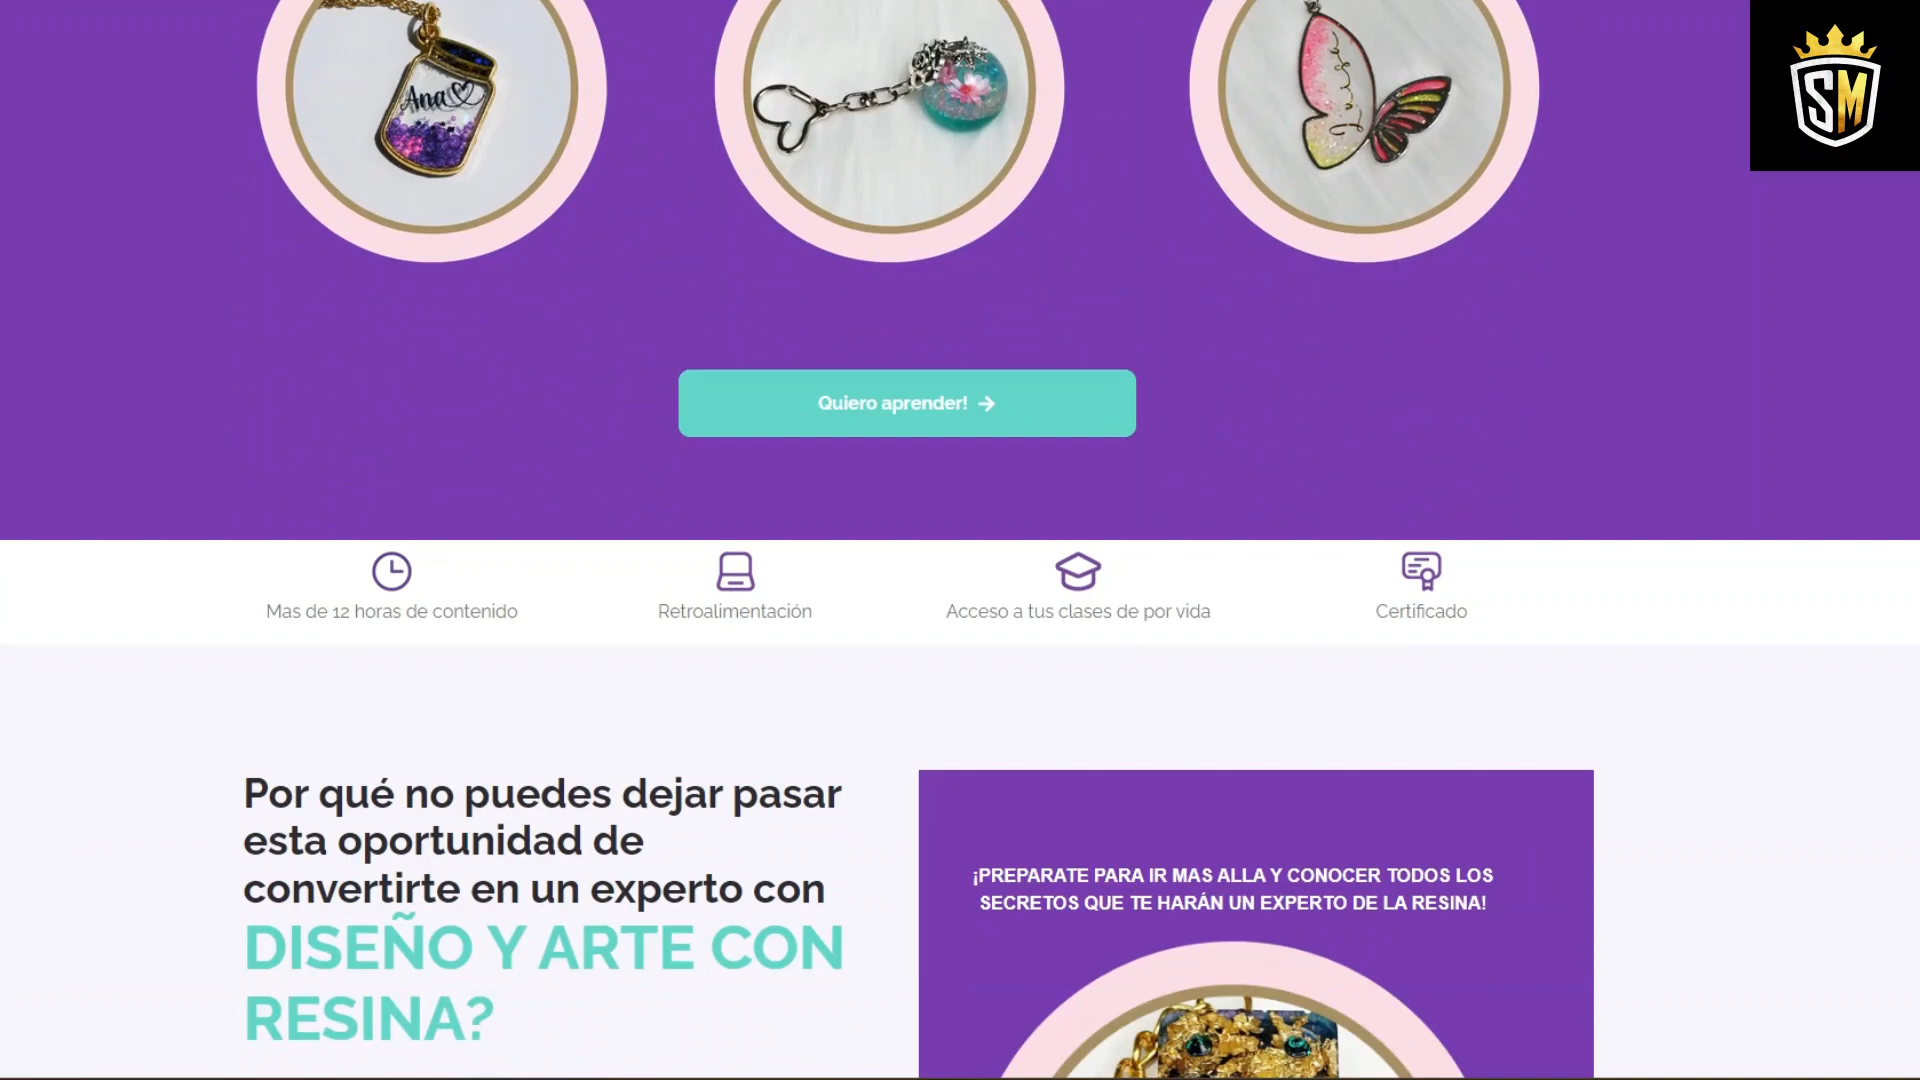 Ana
SM
Quiero aprender!
Mas de 12 horas de contenido
Retroalimentación
Acceso a tus clases de por vida
Certificado
Por qué no puedes dejar pasar
esta oportunidad de
convertirte en un experto con
DISEÑO Y ARTE CON
RESINA?
¡PREPARATE PARA IR MAS ALLA Y CONOCER TODOS LOS
SECRETOS QUE TE HARÁN UN EXPERTO DE LA RESINA!